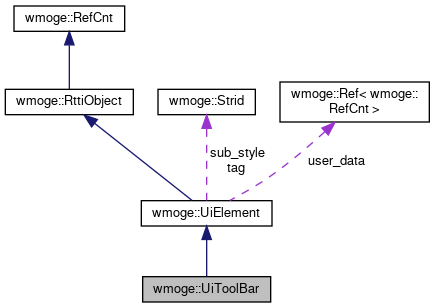 wmoge::RefCnt
wmoge::RttiObject
wmoge::Strid
wmoge::Ref< wmoge::
RefCnt >
sub_style
tag
user_data
wmoge::UiElement
wmoge::UiToolBar